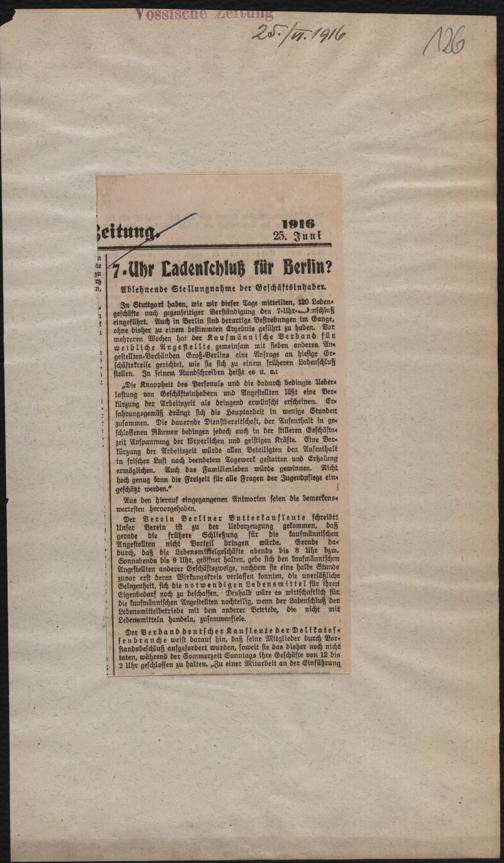 Vossische Zeitung
25./VI.1916
126
Zeitung.
1916
25. Juni
7-Uhr Ladenschluß für Berlin?
Ablehnende Stellungnahme der Geschäftsinhaber.
In Stuttgart haben, wie wir dieser Tage mitteilten, 120 Laden-
geschäfte nach gegenseitiger Verständigung den 7-Uhr-
eingeführt. Auch in Berlin sind derartige Bestrebungen im Gange,
ohne bisher zu einem bestimmten Ergebnis geführt zu haben. Vor
mehreren Wochen hat der Kaufmännische Verband für
weibliche Angestellte gemeinsam mit sieben anderen An-
gestellten-Verbänden Groß-Berlins eine Anfrage an hiesige Ge-
schäftskreise gerichtet, wie sie sich zu einem früheren Ladenschluß
stellen. In seinem Rundschreiben heißt es u. a.:
„Die Knappheit des Personals und die dadurch bedingte Ueber-
lastung von Geschäftsinhabern und Angestellten läßt eine Ver-
kürzung der Arbeitszeit als dringend erwünscht erscheinen. Er-
fahrungsgemäß drängt sich die Hauptarbeit in wenige Stunden
zusammen. Die dauernde Dienstbereitschaft, der Aufenthalt in ge-
schlossenen Räumen bedingen jedoch auch in der stilleren Geschäfts-
zeit Anspannung der körperlichen und geistigen Kräfte. Eine Ver-
kürzung der Arbeitszeit würde allen Beteiligten den Aufenthalt
in frischer Luft nach beendetem Tagewerk gestatten und Erholung
ermöglichen. Auch das Familienleben würde gewinnen. Nicht
hoch genug kann die Freizeit für alle Fragen der Jugendpflege ein-
geschätzt werden."
Aus den hierauf eingegangenen Antworten seien die bemerkens-
wertesten hervorgehoben.
Der Verein Berliner Butterkaufleute schreibt:
Unser Verein ist zu der Ueberzeugung gekommen, daß
gerade die frühere Schließung für die kaufmännischen
Angestellten nicht Vorteil bringen würde. Gerade da-
durch, daß die Lebensmittelgeschäfte abends bis 8 Uhr bzw.
Sonnabends bis 9 Uhr, geöffnet halten, gebe sich den kaufmännischen
Angestellten anderer Geschäftszweige, nachdem sie eine halbe Stunde
zuvor erst deren Wirkungskreis verlassen konnten, die unerläßliche
Gelegenheit, sich die notwendigen Lebensmittel für ihren
Eigenbedarf noch zu beschaffen. Deshalb wäre es wirtschaftlich für
die kaufmännischen Angestellten nachteilig, wenn der Ladenschluß der
Lebensmittelbetriebe mit dem anderer Betriebe, die nicht mit
Lebensmitteln handeln, zusammenfiele.
Der Verband deutscher Kaufleute der Delikates-
senbranche weist darauf hin, daß seine Mitglieder durch Vor-
standsbeschluß aufgefordert wurden, soweit sie das bisher noch nicht
taten, während der Sommerzeit Sonntags ihre Geschäfte von 12 bis
2 Uhr geschlossen zu halten. „Zu einer Mitarbeit an der Einführung